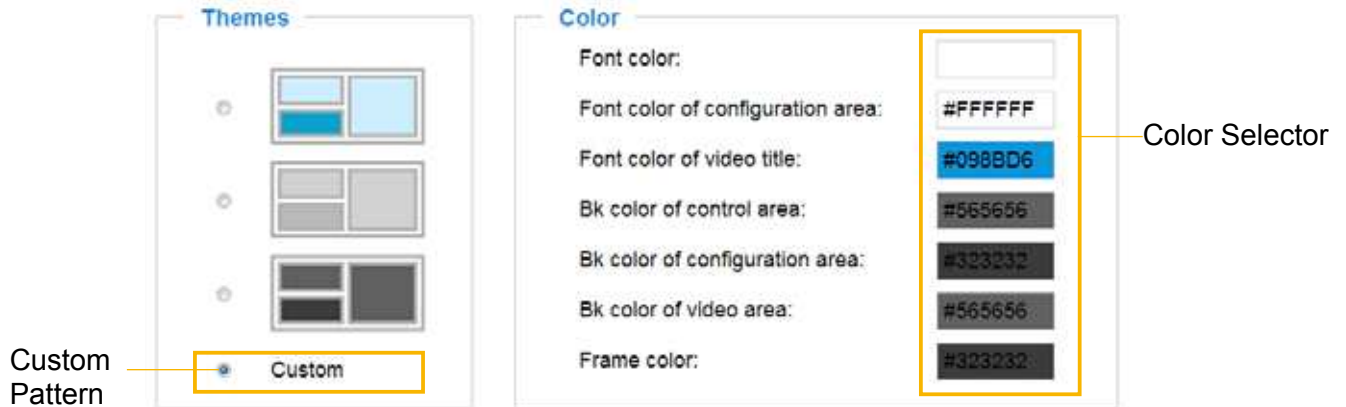 Themes
Custom
Custom
Pattern
Color
Font color:
Font color of configuration area: #FFFFFF
Font color of video title: #098BD6
Bk color of control area: #565656
Bk color of configuration area: #323232
Bk color of video area: #565656
Frame color: #323232
Color Selector